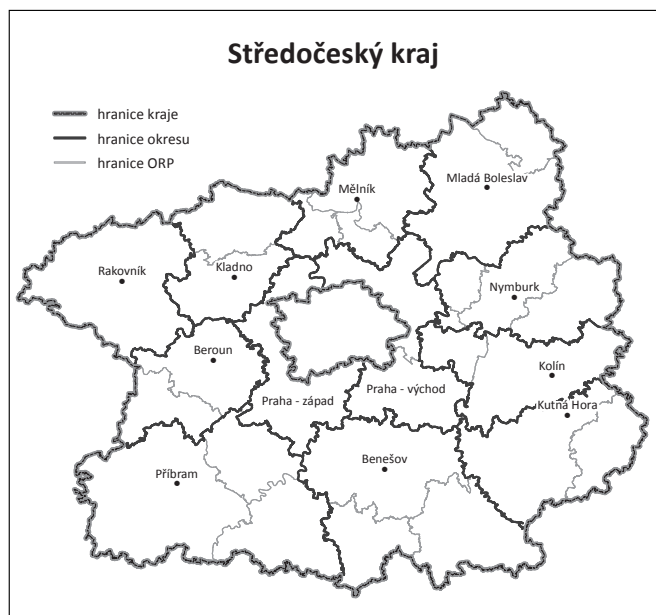 Středočeský kraj
hranice kraje
hranice okresu
hranice ORP
Mělník
Mladá Boleslav
Rakovník
Kladno
Nymburk
Beroun
Kolín
Praha - západ
Praha - východ
Kutná Hora
Benešov
Příbram